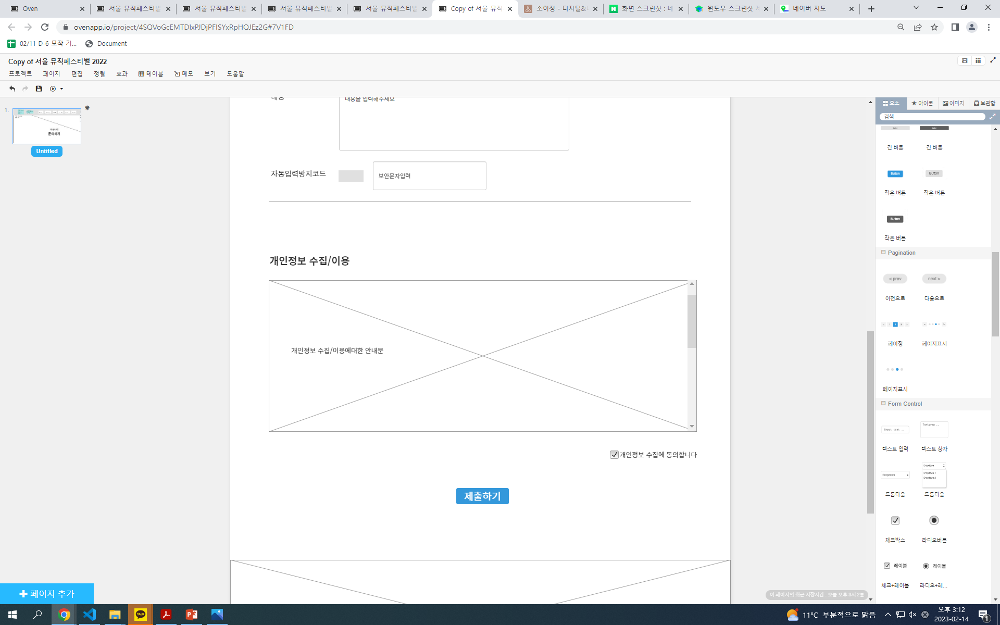 Oven
서울 뮤직페스티벌
서울 뮤직페스티벌
서울 뮤직페스티벌
서울 뮤직페스티벌
Copy of 서울 뮤직
소이정 - 디지털&
화면 스크린샷 : 네
윈도우 스크린샷
네이버 지도
ovenapp.io/project/4SQVoGcEMTDIxPJDjPFISYxRpHQJEz2G#7V1FD
02/11 D-6 모작 기...
Document
Copy of 서울 뮤직페스티벌 2022
프로젝트
페이지
편집
정렬
효과
테이블
메모
보기
도움말
1.
커뮤니티
문의하기
Untitled
내용
내용을 입력해주세요
자동입력방지코드
보안문자입력
개인정보 수집/이용
개인정보 수집/이용에대한 안내문
개인정보 수집에 동의합니다
제출하기
요소
아이콘
이미지
보관함
검색
긴 버튼
긴 버튼
Button
Button
작은 버튼
작은 버튼
Button
작은 버튼
Pagination
< prev
next >
이전으로
다음으로
페이징
페이지표시
페이지표시
Form Control
Input text ...
Textarea ...
텍스트 입력
텍스트 상자
Dropdown
Dropdown
Dropdown 1
Dropdown 2
드롭다운
드롭다운
체크박스
라디오버튼
레이블
레이블
체크+레이블
라디오+레...
페이지 추가
이 페이지의 최근 저장시간 : 오늘 오후 3시 2분
TALK
11°C 부분적으로 맑음
오후 3:12
2023-02-14
1